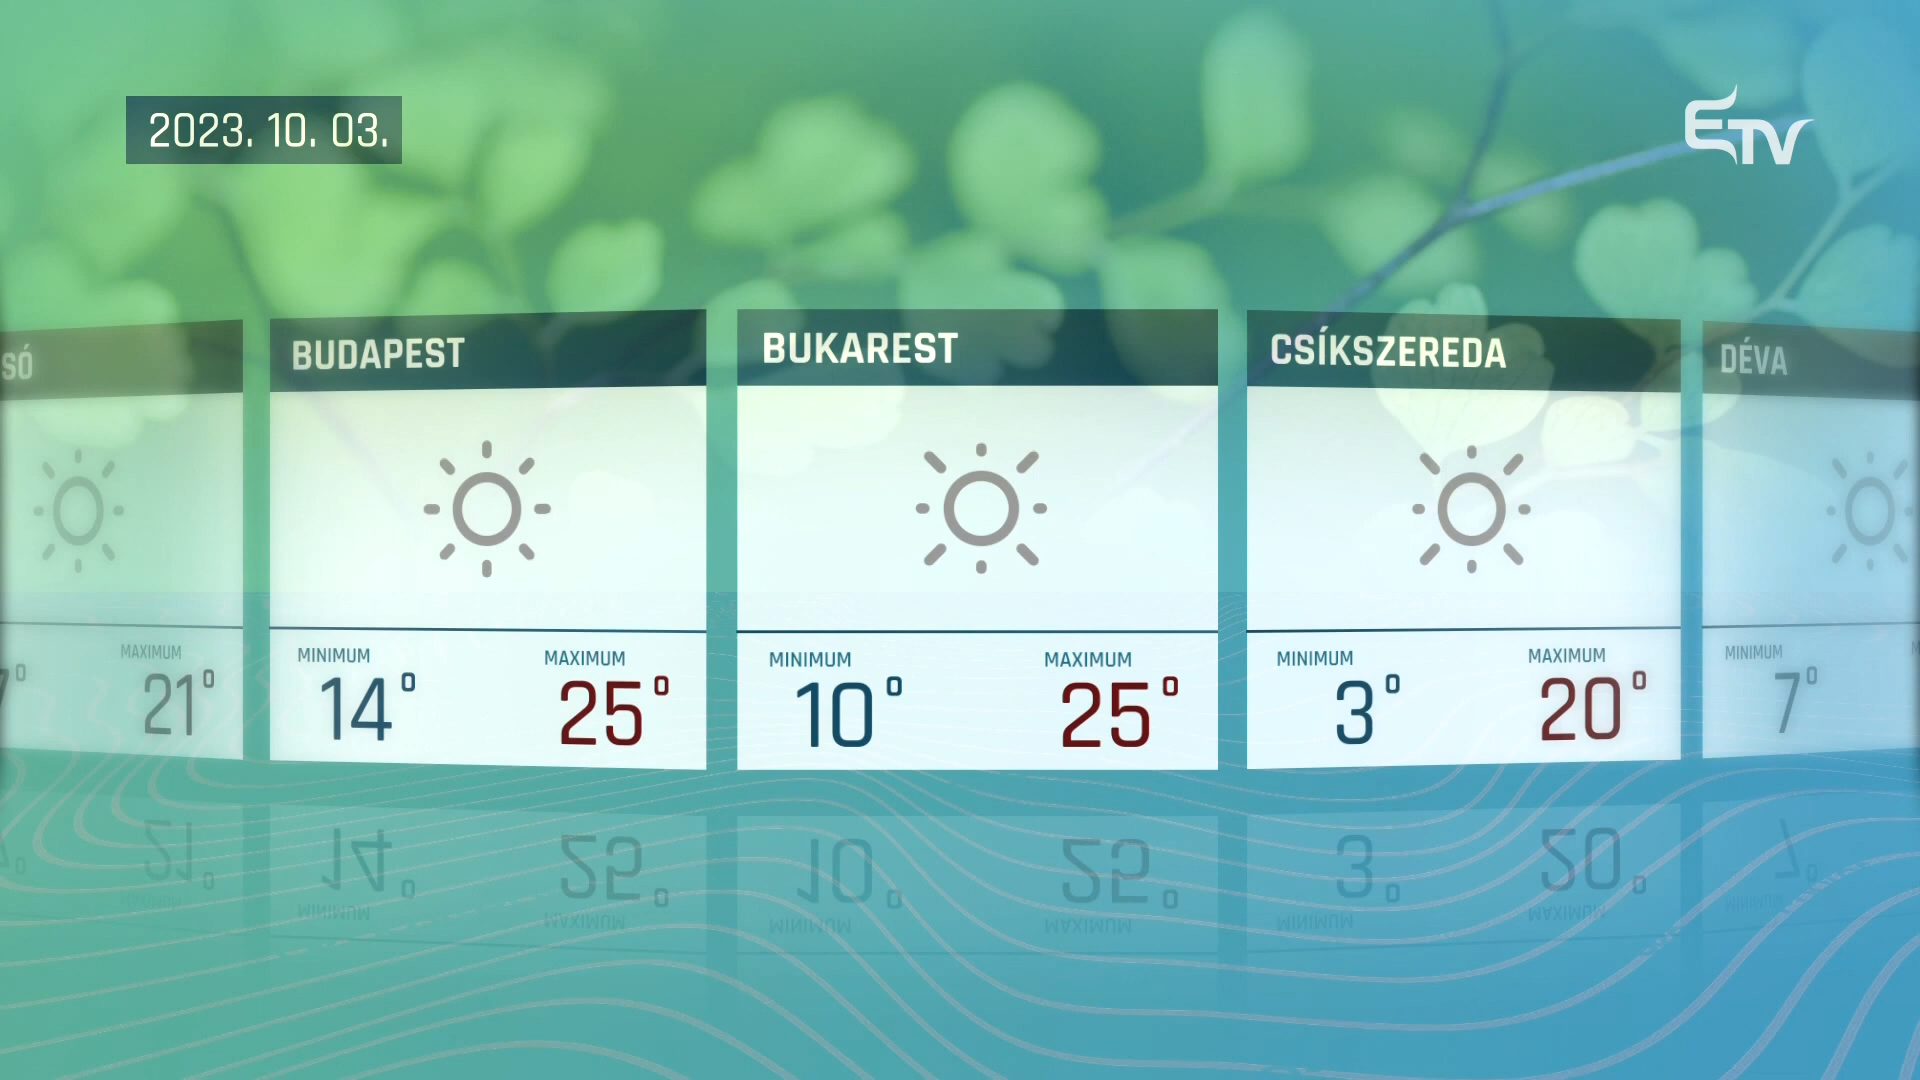 2023. 10. 03.
ETV
SÓ
MAXIMUM
7° 21°
BUDAPEST
MINIMUM MAXIMUM
14° 25°
BUKAREST
MINIMUM MAXIMUM
10° 25°
CSÍKSZEREDA
MINIMUM MAXIMUM
3° 20°
DÉVA
MINIMUM
7°